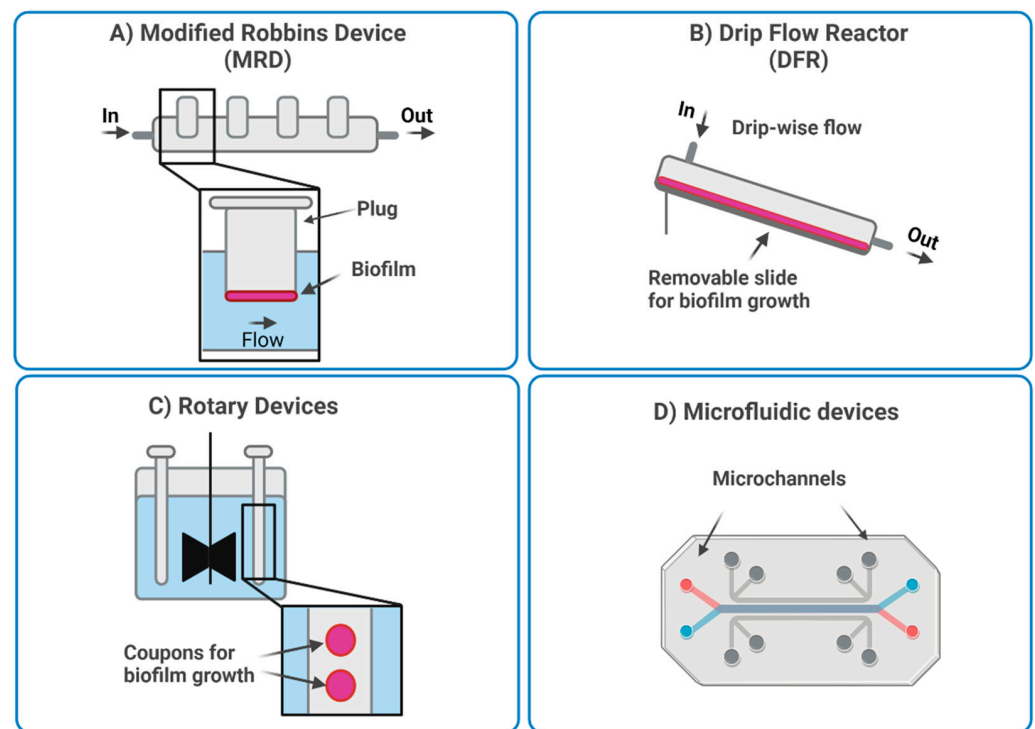 A) Modified Robbins Device
(MRD)
In
Out
Plug
Biofilm
Flow
B) Drip Flow Reactor
(DFR)
In
Drip-wise flow
Out
Removable slide
for biofilm growth
C) Rotary Devices
Coupons for
biofilm growth
D) Microfluidic devices
Microchannels